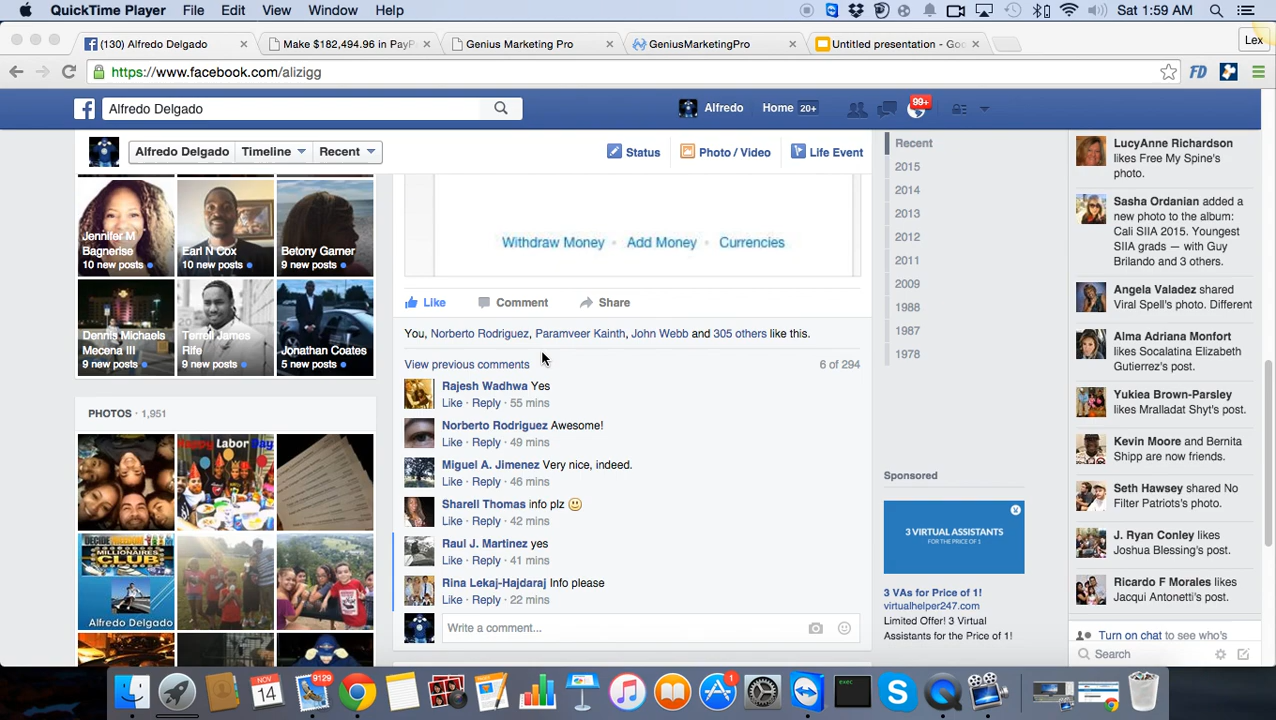 QuickTime Player File Edit View Window Help
Sat 1:59 AM
(130) Alfredo Delgado
Make $182,494.96 in PayP
Genius Marketing Pro
GeniusMarketingPro
Untitled presentation - Goo
Lex
https://www.facebook.com/alizigg
FD
Alfredo Delgado
Alfredo Home 20+
99+
Alfredo Delgado Timeline Recent
Status Photo / Video Life Event
Jennifer M
Bagnerise
10 new posts
Earl N Cox
10 new posts
Betony Garner
9 new posts
Dennis Michaels
Mecena III
9 new posts
Terrell James
Rife
9 new posts
Jonathan Coates
5 new posts
PHOTOS · 1,951
Happy Labor Day
DECIDE FREEDOM
MILLIONAIRES
CLUB
Alfredo Delgado
Withdraw Money · Add Money · Currencies
Like Comment Share
You, Norberto Rodriguez, Paramveer Kainth, John Webb and 305 others like this.
View previous comments 6 of 294
Rajesh Wadhwa Yes
Like · Reply · 55 mins
Norberto Rodriguez Awesome!
Like · Reply · 49 mins
Miguel A. Jimenez Very nice, indeed.
Like · Reply · 46 mins
Sharell Thomas info plz
Like · Reply · 42 mins
Raul J. Martinez yes
Like · Reply · 41 mins
Rina Lekaj-Hajdaraj Info please
Like · Reply · 22 mins
Write a comment...
Recent
2015
2014
2013
2012
2011
2009
1988
1987
1978
Sponsored
3 VIRTUAL ASSISTANTS
FOR THE PRICE OF 1
3 VAs for Price of 1!
virtualhelper247.com
Limited Offer! 3 Virtual
Assistants for the Price of 1!
LucyAnne Richardson
likes Free My Spine's
photo.
Sasha Ordanian added a
new photo to the album:
Cali SIIA 2015. Youngest
SIIA grads — with Guy
Brilando and 3 others.
Angela Valadez shared
Viral Spell's photo. Different
Alma Adriana Monfort
likes Socalatina Elizabeth
Gutierrez's post.
Yukiea Brown-Parsley
likes Mralladat Shyt's post.
Kevin Moore and Bernita
Shipp are now friends.
Seth Hawsey shared No
Filter Patriots's photo.
J. Ryan Conley likes
Joshua Blessing's post.
Ricardo F Morales likes
Jacqui Antonetti's post.
Turn on chat to see who's
Search
NOV
14
9129
1
exec